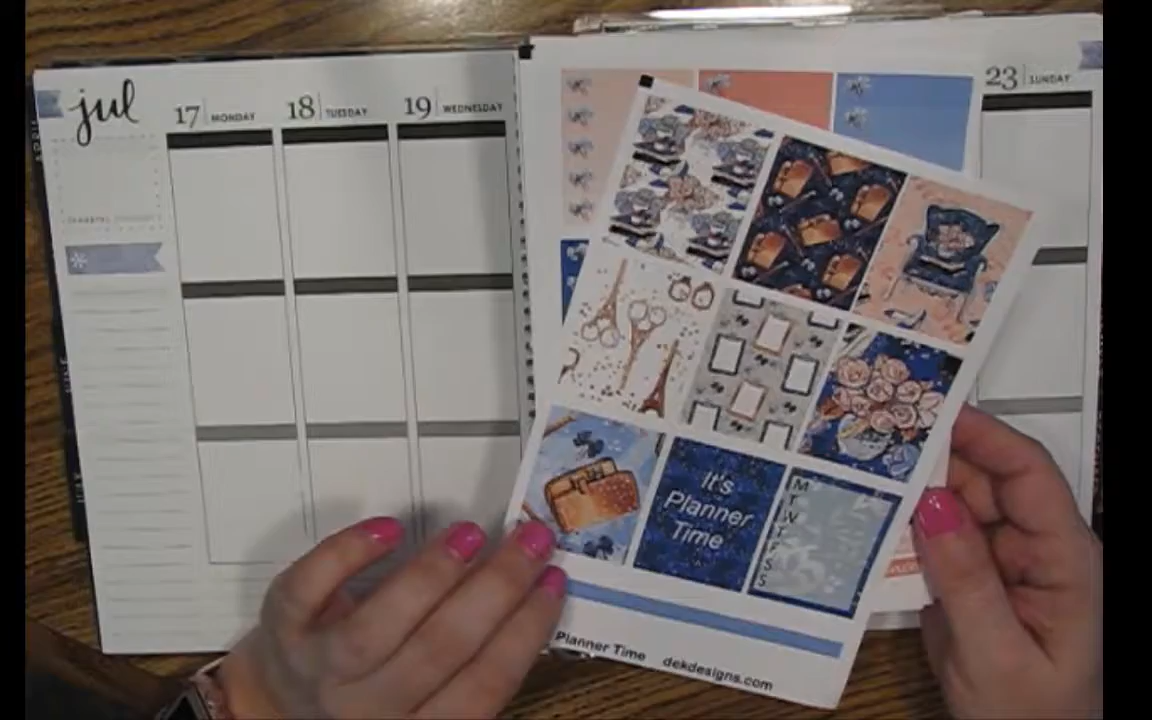 jul
17 MONDAY
18 TUESDAY
19 WEDNESDAY
23 SUNDAY
It's
Planner
Time
M
T
W
T
F
S
S
Planner Time dekdesigns.com